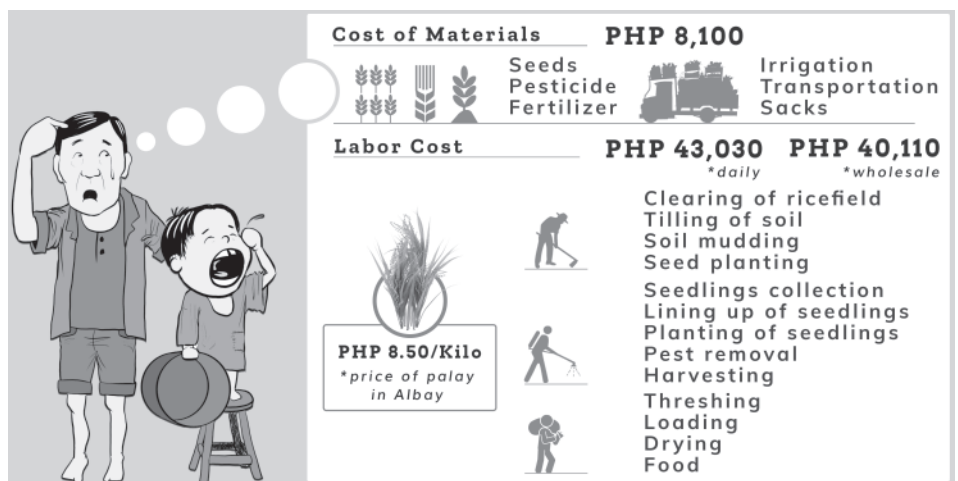 Cost of Materials PHP 8,100
Seeds
Pesticide
Fertilizer
Irrigation
Transportation
Sacks
Labor Cost PHP 43,030 PHP 40,110
*daily *wholesale
Clearing of ricefield
Tilling of soil
Soil mudding
Seed planting
Seedlings collection
Lining up of seedlings
Planting of seedlings
Pest removal
Harvesting
Threshing
Loading
Drying
Food
PHP 8.50/Kilo
*price of palay
in Albay